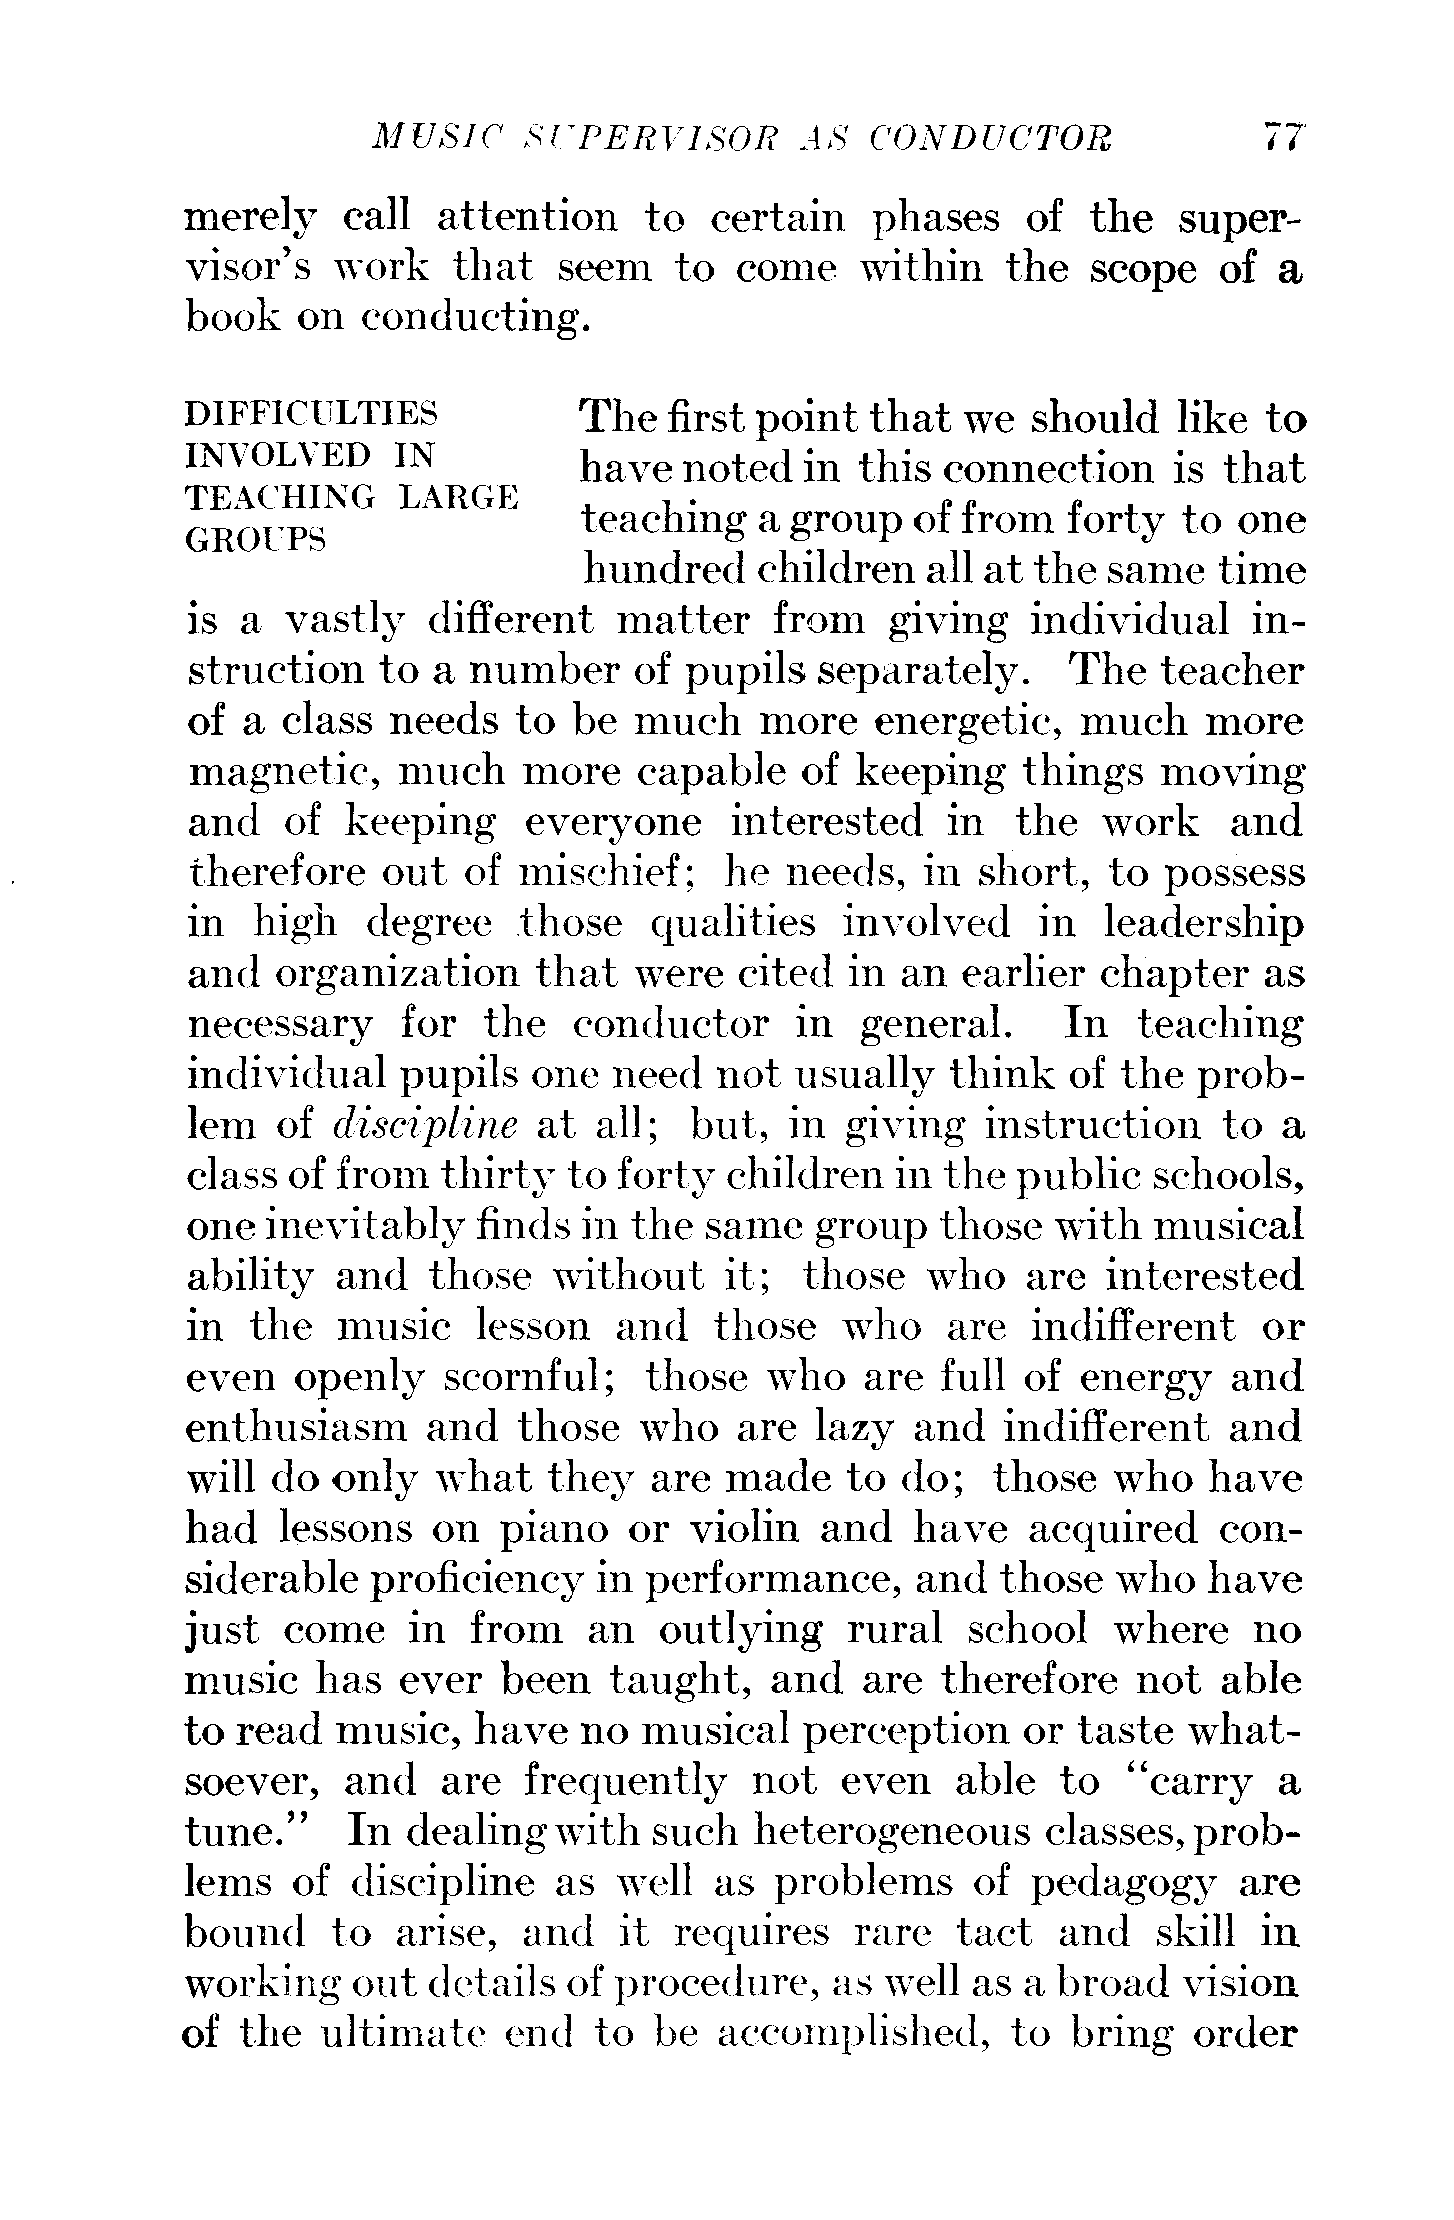 MUSIC SUPERVISOR AS CONDUCTOR 77
merely call attention to certain phases of the super-
visor's work that seem to come within the scope of a
book on conducting.
DIFFICULTIES
INVOLVED IN
TEACHING LARGE
GROUPS
The first point that we should like to
have noted in this connection is that
teaching a group of from forty to one
hundred children all at the same time
is a vastly different matter from giving individual in-
struction to a number of pupils separately. The teacher
of a class needs to be much more energetic, much more
magnetic, much more capable of keeping things moving
and of keeping everyone interested in the work and
therefore out of mischief; he needs, in short, to possess
in high degree those qualities involved in leadership
and organization that were cited in an earlier chapter as
necessary for the conductor in general. In teaching
individual pupils one need not usually think of the prob-
lem of discipline at all; but, in giving instruction to a
class of from thirty to forty children in the public schools,
one inevitably finds in the same group those with musical
ability and those without it; those who are interested
in the music lesson and those who are indifferent or
even openly scornful; those who are full of energy and
enthusiasm and those who are lazy and indifferent and
will do only what they are made to do; those who have
had lessons on piano or violin and have acquired con-
siderable proficiency in performance, and those who have
just come in from an outlying rural school where no
music has ever been taught, and are therefore not able
to read music, have no musical perception or taste what-
soever, and are frequently not even able to "carry a
tune." In dealing with such heterogeneous classes, prob-
lems of discipline as well as problems of pedagogy are
bound to arise, and it requires rare tact and skill in
working out details of procedure, as well as a broad vision
of the ultimate end to be accomplished, to bring order